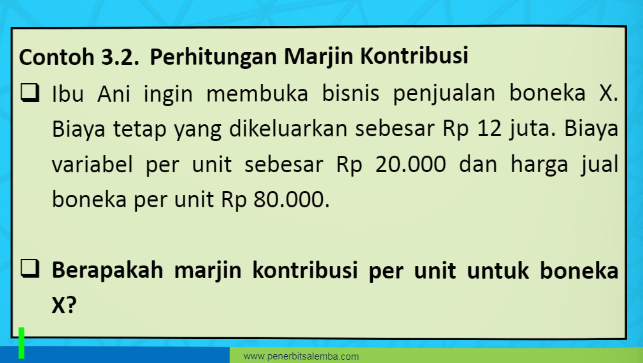 Contoh 3.2. Perhitungan Marjin Kontribusi
❑ Ibu Ani ingin membuka bisnis penjualan boneka X.
Biaya tetap yang dikeluarkan sebesar Rp 12 juta. Biaya
variabel per unit sebesar Rp 20.000 dan harga jual
boneka per unit Rp 80.000.
❑ Berapakah marjin kontribusi per unit untuk boneka
X?
www.penerbitsalemba.com